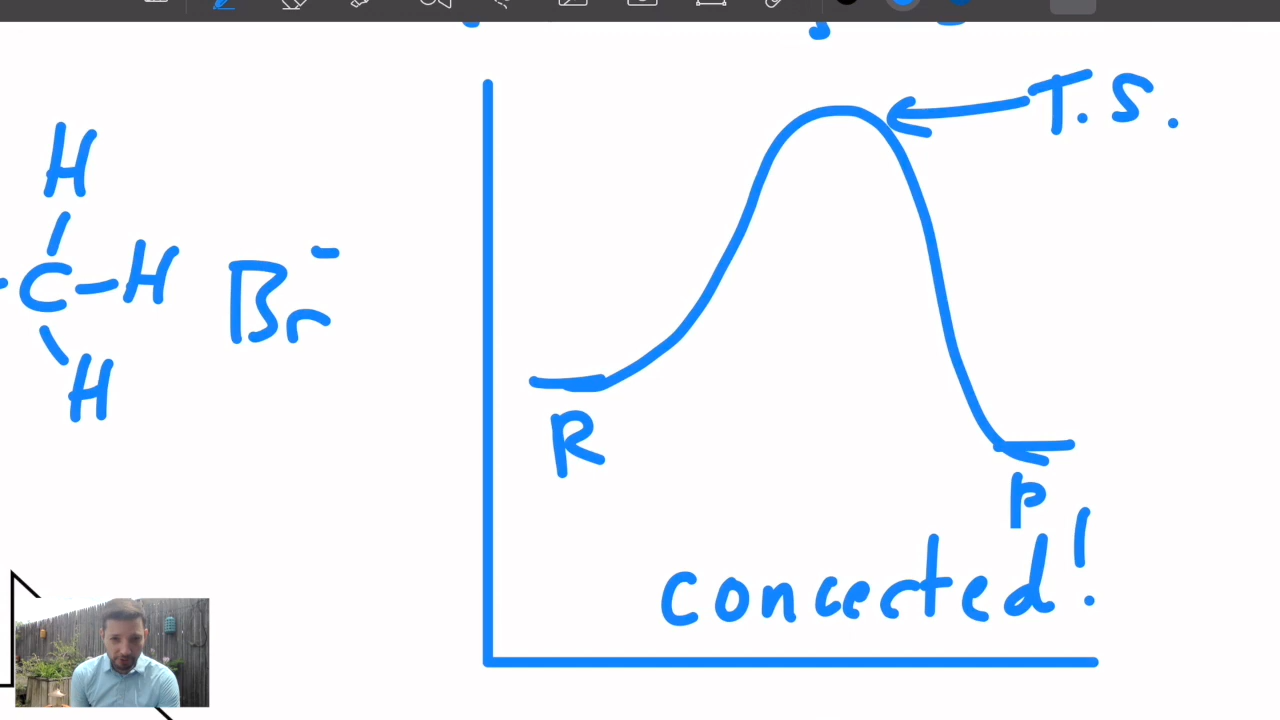 T.S.
H
C-H Br⁻
H
R
P
concerted!